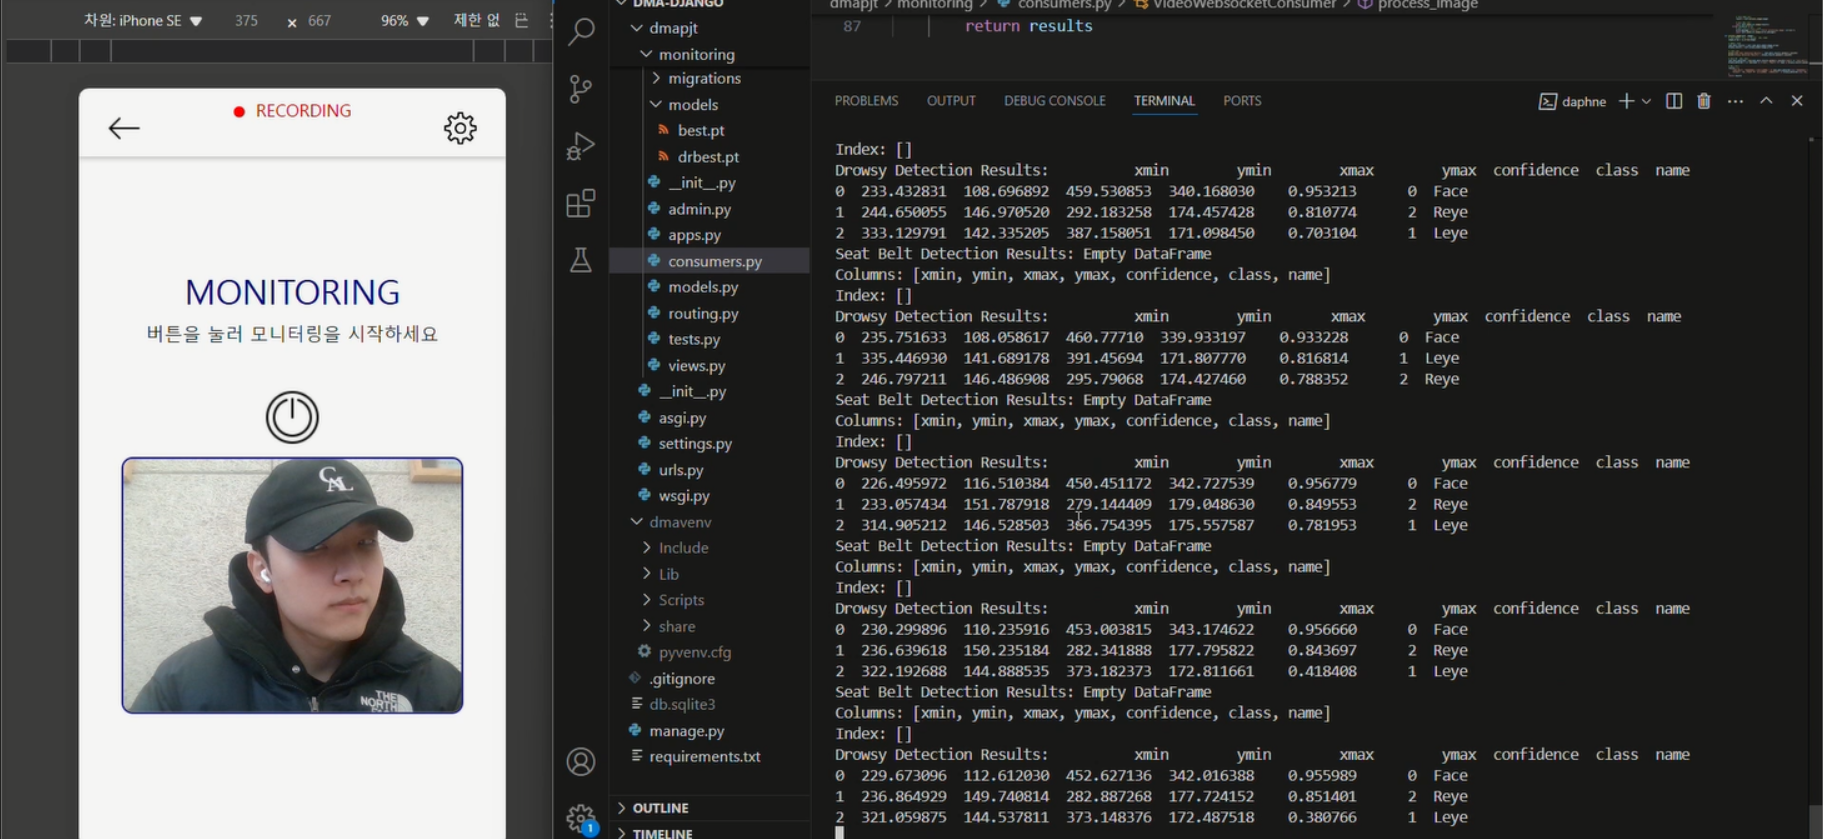 차원: iPhone SE ▼ 375 × 667 96% ▼ 제한 없
RECORDING
MONITORING
버튼을 눌러 모니터링을 시작하세요
CAL
THE
NORTH
DMA-DJANGO
dmapjt
monitoring
migrations
models
best.pt
drbest.pt
__init__.py
admin.py
apps.py
consumers.py
models.py
routing.py
tests.py
views.py
__init__.py
asgi.py
settings.py
urls.py
wsgi.py
dmavenv
Include
Lib
Scripts
share
pyvenv.cfg
.gitignore
db.sqlite3
manage.py
requirements.txt
OUTLINE
TIMELINE
1
dmapjt > monitoring > consumers.py > VideoWebsocketConsumer > process_image
87 return results
PROBLEMS OUTPUT DEBUG CONSOLE TERMINAL PORTS daphne
Index: []
Drowsy Detection Results: xmin ymin xmax ymax confidence class name
0 233.432831 108.696892 459.530853 340.168030 0.953213 0 Face
1 244.650055 146.970520 292.183258 174.457428 0.810774 2 Reye
2 333.129791 142.335205 387.158051 171.098450 0.703104 1 Leye
Seat Belt Detection Results: Empty DataFrame
Columns: [xmin, ymin, xmax, ymax, confidence, class, name]
Index: []
Drowsy Detection Results: xmin ymin xmax ymax confidence class name
0 235.751633 108.058617 460.77710 339.933197 0.933228 0 Face
1 335.446930 141.689178 391.45694 171.807770 0.816814 1 Leye
2 246.797211 146.486908 295.79068 174.427460 0.788352 2 Reye
Seat Belt Detection Results: Empty DataFrame
Columns: [xmin, ymin, xmax, ymax, confidence, class, name]
Index: []
Drowsy Detection Results: xmin ymin xmax ymax confidence class name
0 226.495972 116.510384 450.451172 342.727539 0.956779 0 Face
1 233.057434 151.787918 279.144409 179.048630 0.849553 2 Reye
2 314.905212 146.528503 366.754395 175.557587 0.781953 1 Leye
Seat Belt Detection Results: Empty DataFrame
Columns: [xmin, ymin, xmax, ymax, confidence, class, name]
Index: []
Drowsy Detection Results: xmin ymin xmax ymax confidence class name
0 230.299896 110.235916 453.003815 343.174622 0.956660 0 Face
1 236.639618 150.235184 282.341888 177.795822 0.843697 2 Reye
2 322.192688 144.888535 373.182373 172.811661 0.418408 1 Leye
Seat Belt Detection Results: Empty DataFrame
Columns: [xmin, ymin, xmax, ymax, confidence, class, name]
Index: []
Drowsy Detection Results: xmin ymin xmax ymax confidence class name
0 229.673096 112.612030 452.627136 342.016388 0.955989 0 Face
1 236.864929 149.740814 282.887268 177.724152 0.851401 2 Reye
2 321.059875 144.537811 373.148376 172.487518 0.380766 1 Leye